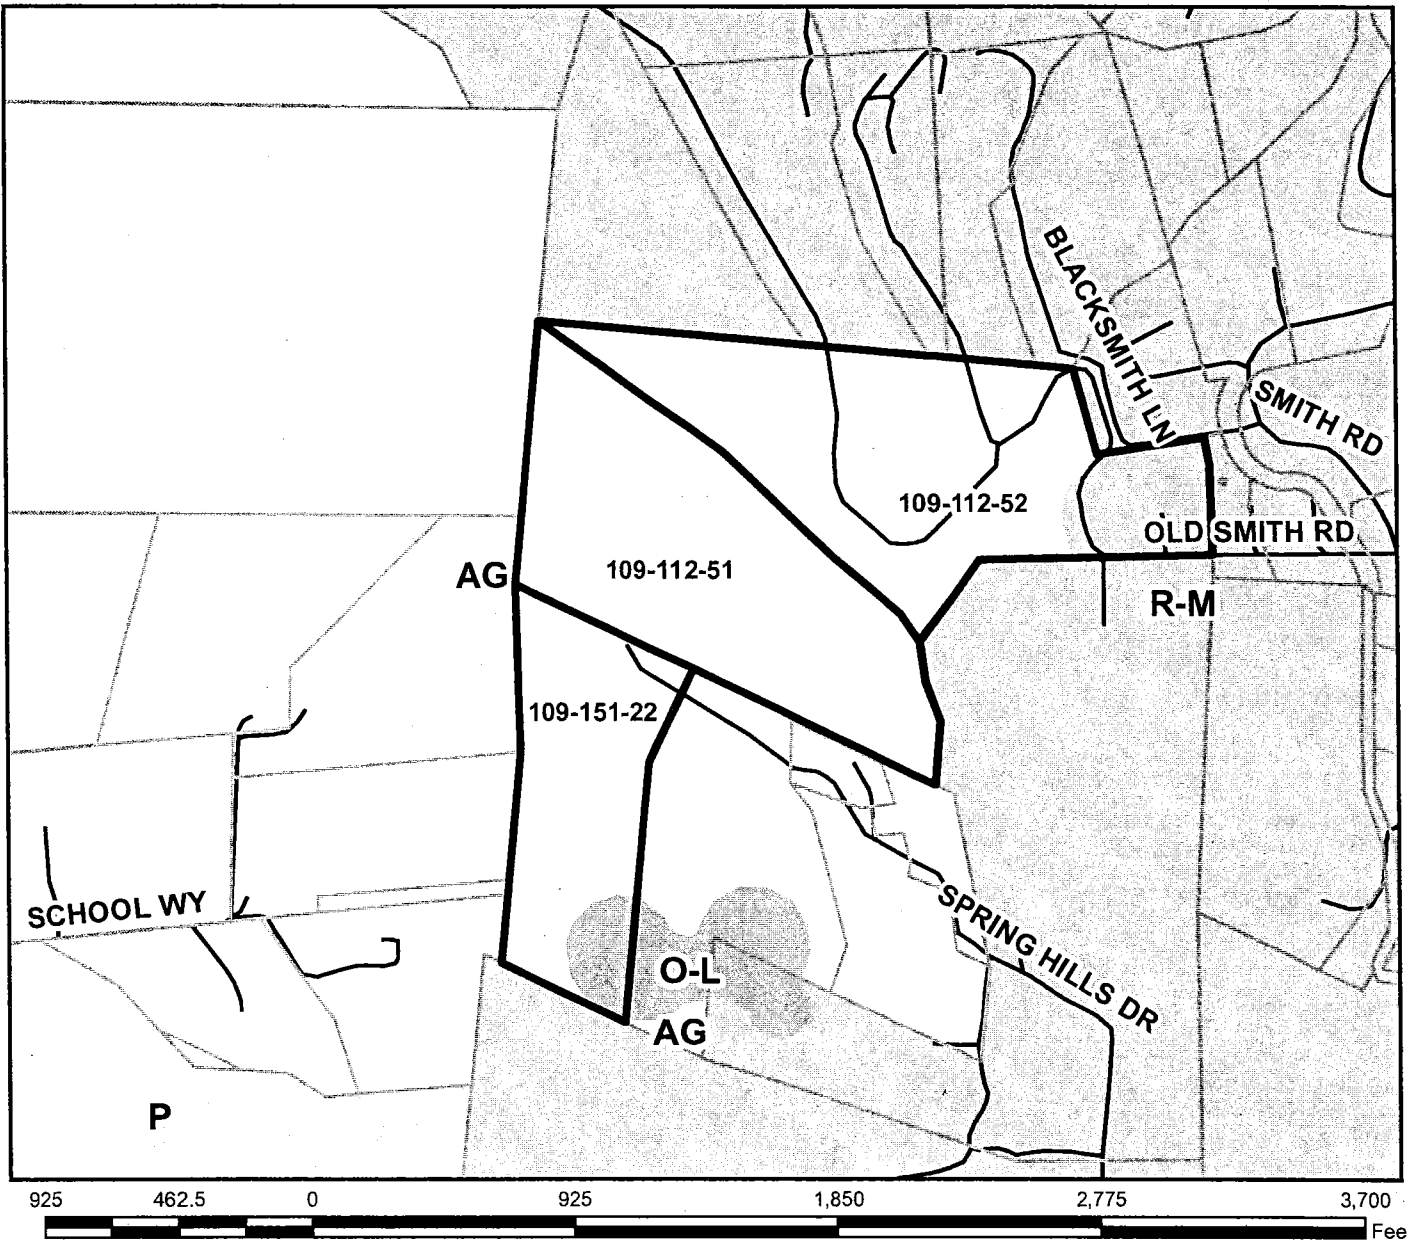 BLACKSMITH LN
SMITH RD
109-112-52
OLD SMITH RD
AG
109-112-51
R-M
109-151-22
SCHOOL WY
SPRING HILLS DR
O-L
AG
P
925 462.5 0 925 1,850 2,775 3,700
Fee